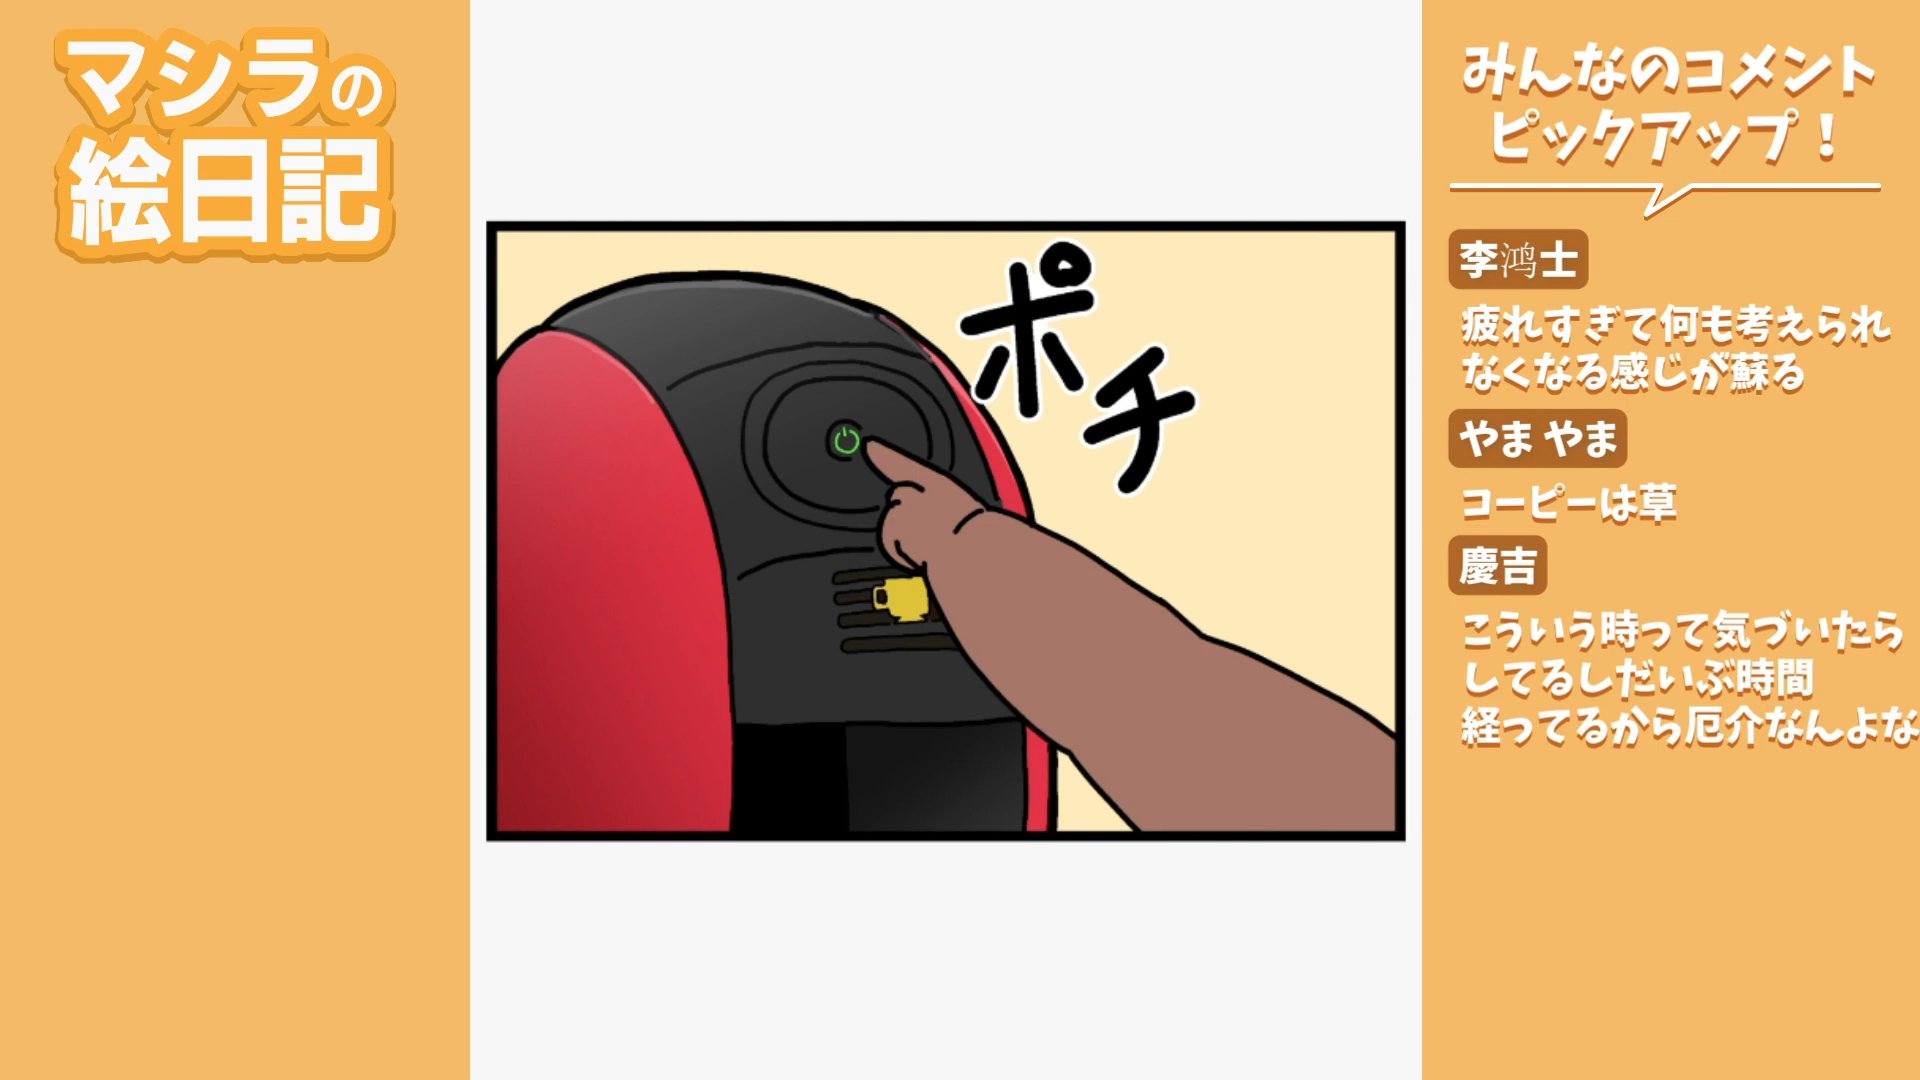 マシラの
絵日記
ポチ
みんなのコメント
ピックアップ！
李鸿士
疲れすぎて何も考えられ
なくなる感じが蘇る
やま やま
コーピーは草
慶吉
こういう時って気づいたら
してるしだいぶ時間
経ってるから厄介なんよな